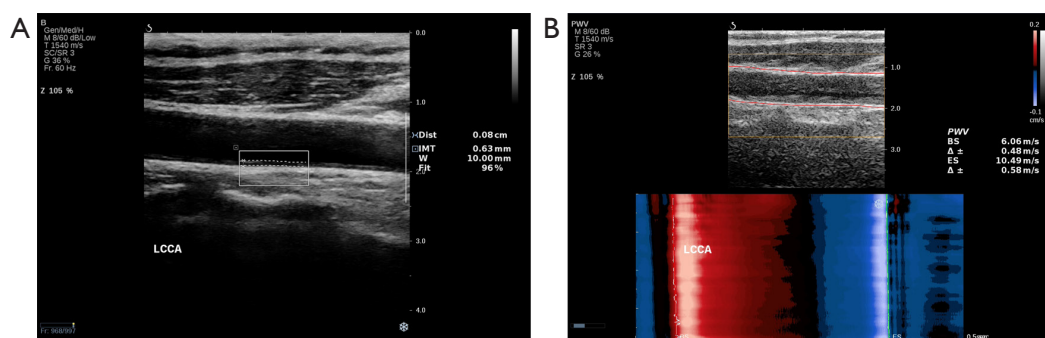 A
B
Gen/Med/H
M 8/60 dB/Low
T 1540 m/s
SC/SR 3
G 36 %
Fr. 60 Hz
Z 105 %
0.0
1.0
2.0
3.0
4.0
Dist 0.08 cm
IMT 0.63 mm
W 10.00 mm
Fit 96%
LCCA
Fr: 968/997
B
PWV
M 8/60 dB
T 1540 m/s
SR 3
G 26 %
Z 105 %
1.0
2.0
3.0
0.2
-0.1
cm/s
PWV
BS 6.06 m/s
Δ ± 0.48 m/s
ES 10.49 m/s
Δ ± 0.58 m/s
LCCA
ES